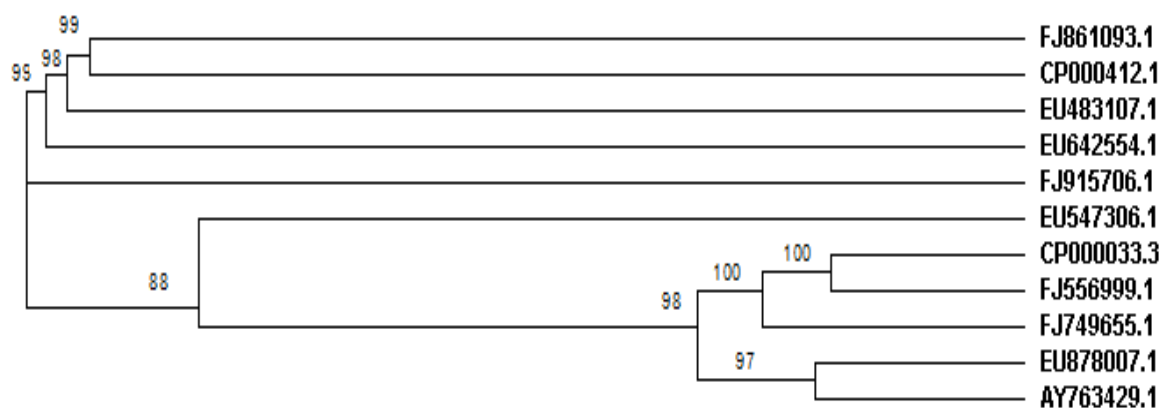 99
FJ861093.1
98
CP000412.1
99
EU483107.1
EU642554.1
FJ915706.1
EU547306.1
100
CP000033.3
100
FJ556999.1
88
98
FJ749655.1
97
EU878007.1
AY763429.1